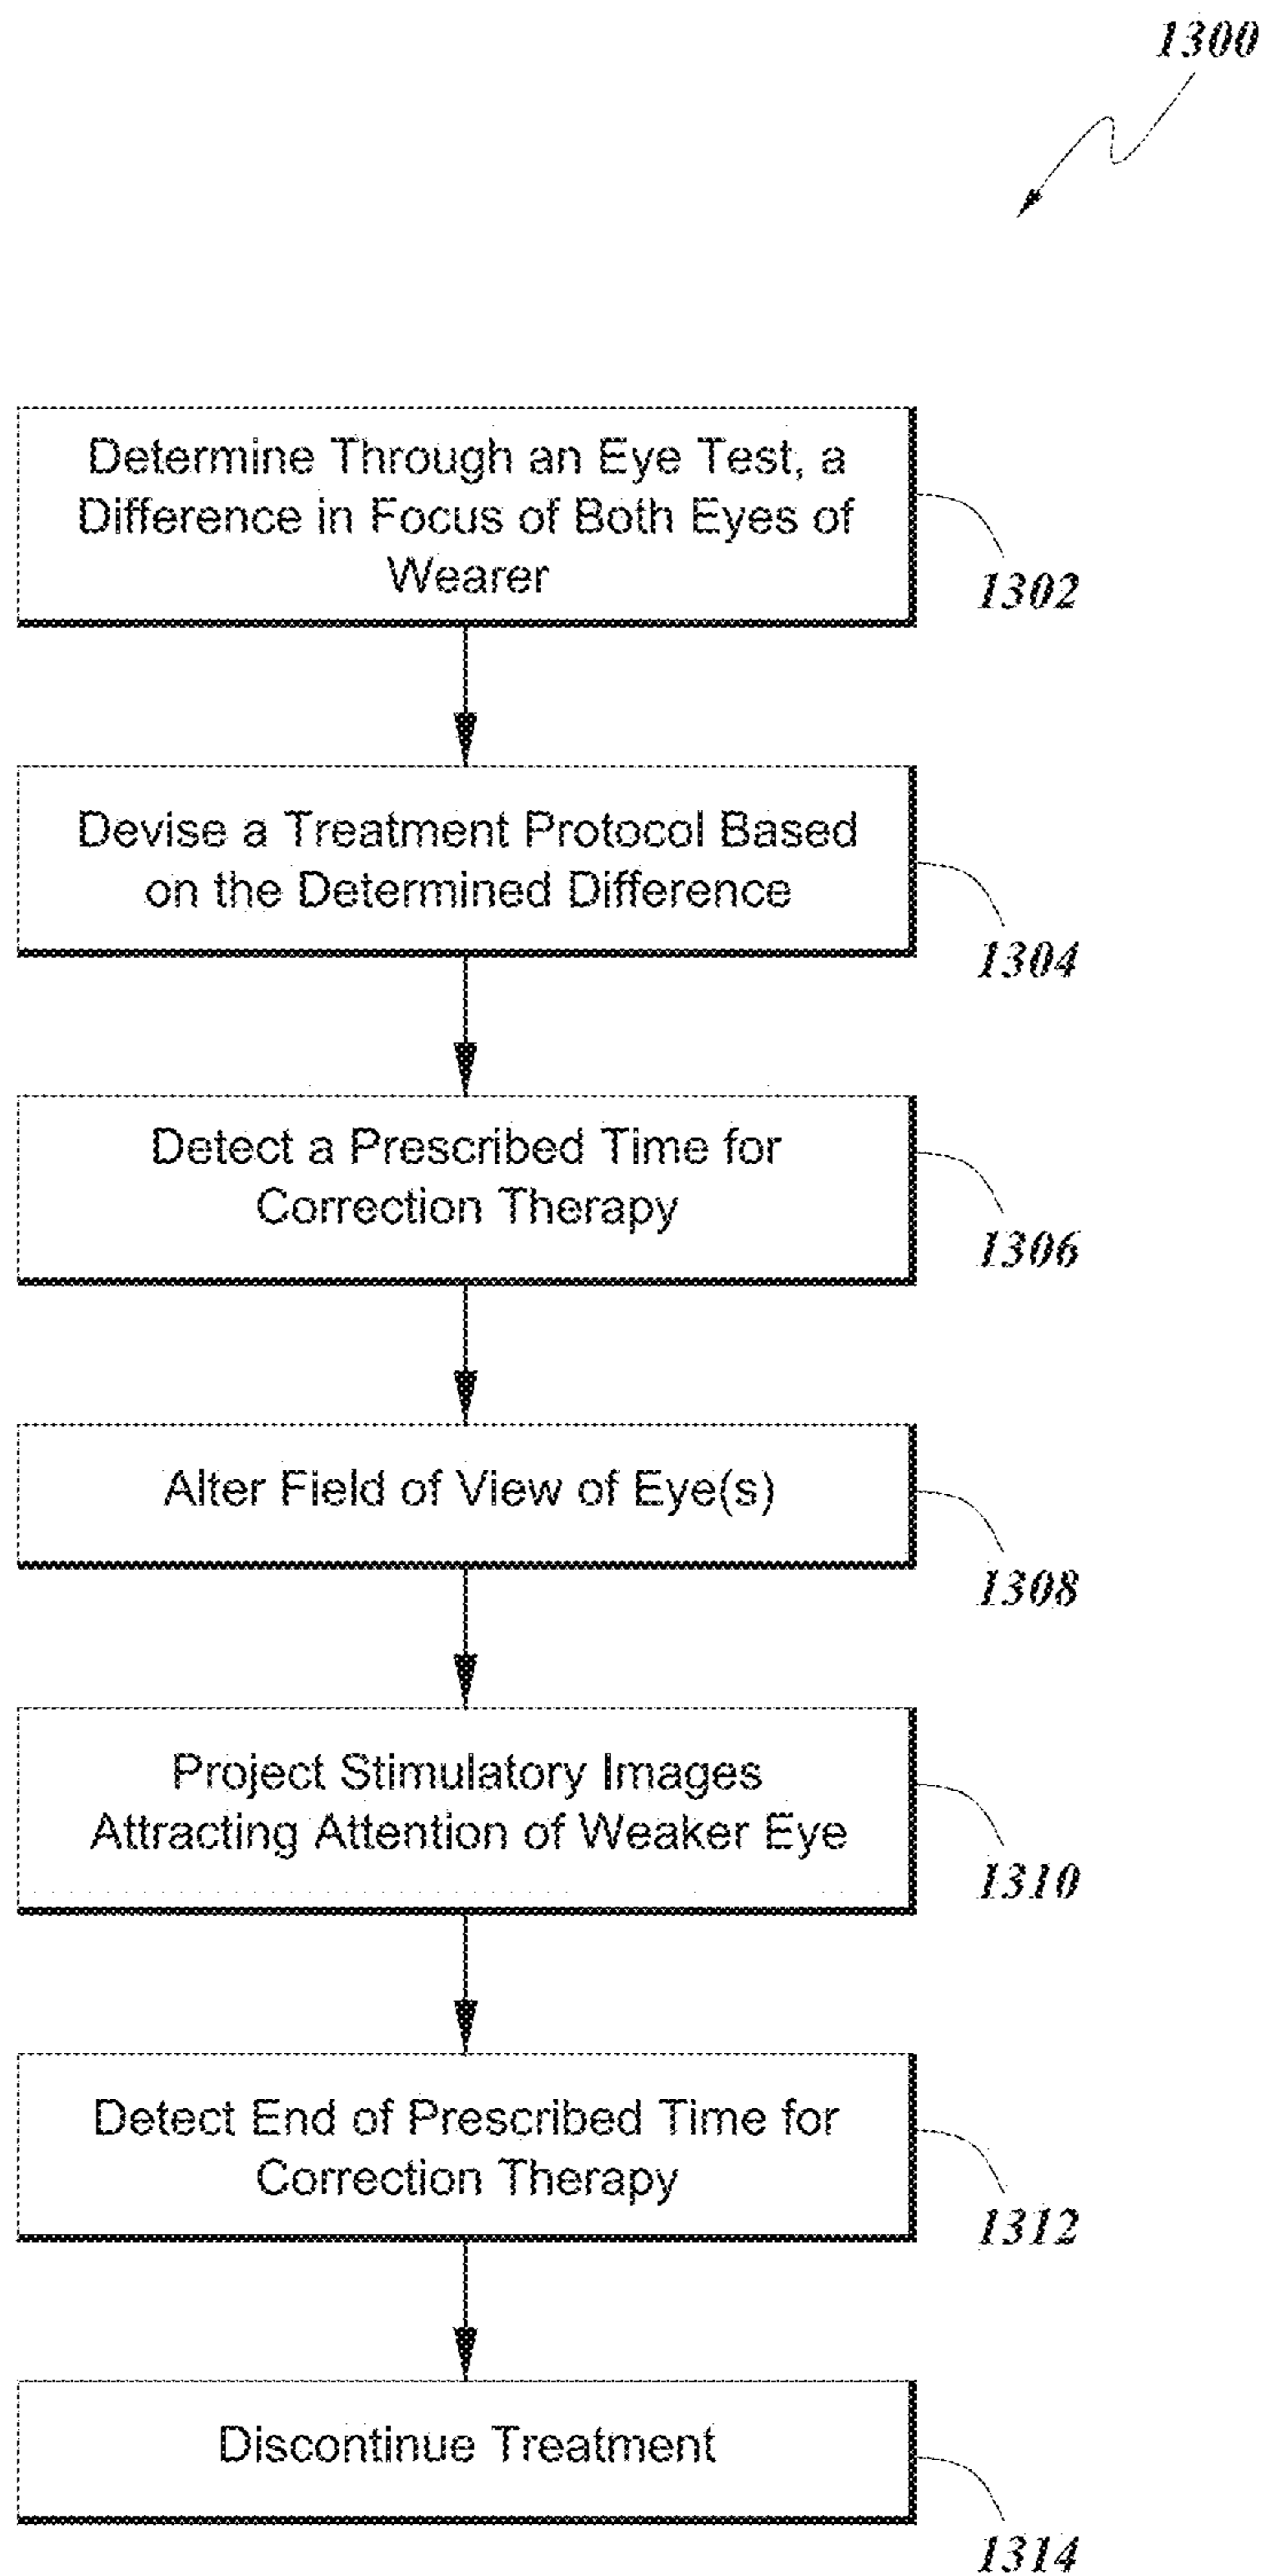 1300
Determine Through an Eye Test, a
Difference in Focus of Both Eyes of
Wearer
1302
Devise a Treatment Protocol Based
on the Determined Difference
1304
Detect a Prescribed Time for
Correction Therapy
1306
Alter Field of View of Eye(s)
1308
Project Stimulatory Images
Attracting Attention of Weaker Eye
1310
Detect End of Prescribed Time for
Correction Therapy
1312
Discontinue Treatment
1314